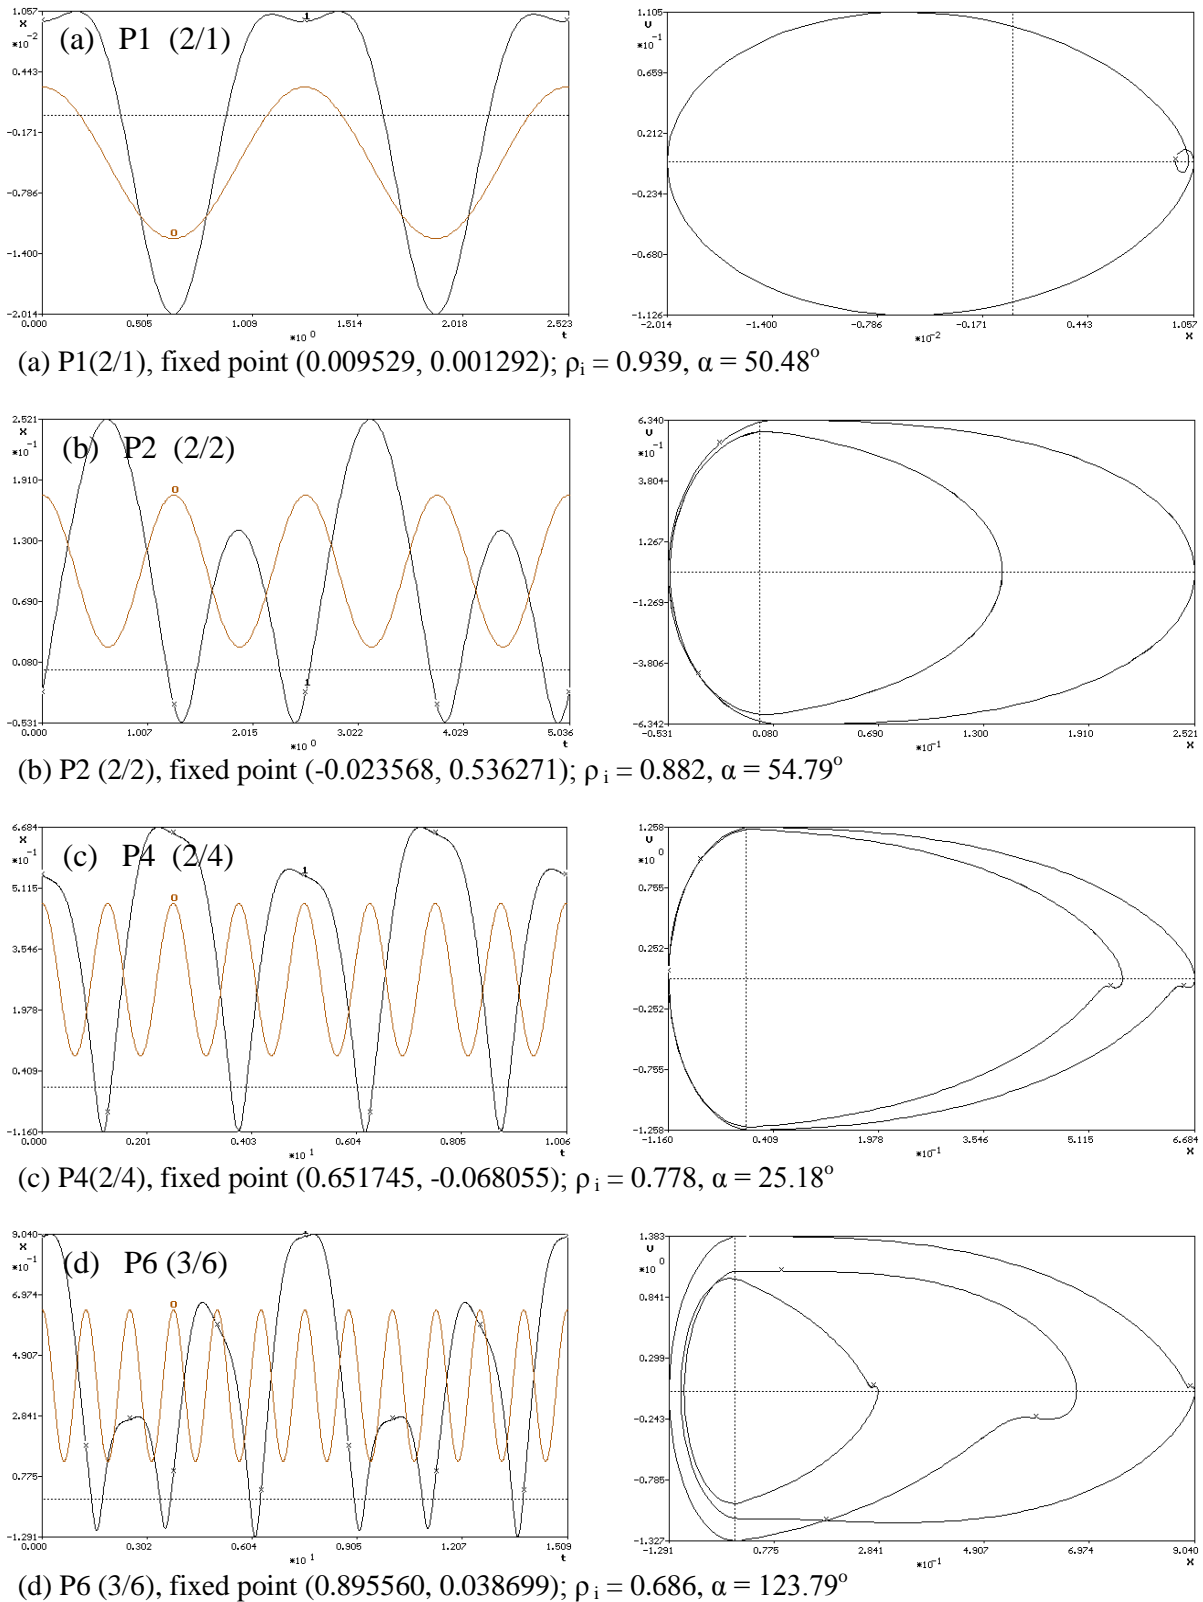 1.057
X
*10 -2
0.443
-0.171
-0.786
-1.400
-2.014
(a) P1 (2/1)
1
0
0.000 0.505 1.009 1.514 2.018 2.523
*10 0 t
1.105
U
*10 -1
0.659
0.212
-0.234
-0.680
-1.126
-2.014 -1.400 -0.786 -0.171 0.443 1.057
*10 -2 X
(a) P1(2/1), fixed point (0.009529, 0.001292); ρi = 0.939, α = 50.48o
2.521
X
*10 -1
1.910
1.300
0.690
0.080
-0.531
(b) P2 (2/2)
0
1
0.000 1.007 2.015 3.022 4.029 5.036
*10 0 t
6.340
U
*10 -1
3.804
1.267
-1.269
-3.806
-6.342
-0.531 0.080 0.690 1.300 1.910 2.521
*10 -1 X
(b) P2 (2/2), fixed point (-0.023568, 0.536271); ρ i = 0.882, α = 54.79o
6.684
X
*10 -1
5.115
3.546
1.978
0.409
-1.160
(c) P4 (2/4)
1
0
0.000 0.201 0.403 0.604 0.805 1.006
*10 1 t
1.258
U
*10 0
0.755
0.252
-0.252
-0.755
-1.258
-1.160 0.409 1.978 3.546 5.115 6.684
*10 -1 X
(c) P4(2/4), fixed point (0.651745, -0.068055); ρ i = 0.778, α = 25.18o
9.040
X
*10 -1
6.974
4.907
2.841
0.775
-1.291
(d) P6 (3/6)
1
0
0.000 0.302 0.604 0.905 1.207 1.509
*10 1 t
1.383
U
*10 0
0.841
0.299
-0.243
-0.785
-1.327
-1.291 0.775 2.841 4.907 6.974 9.040
*10 -1 X
(d) P6 (3/6), fixed point (0.895560, 0.038699); ρ i = 0.686, α = 123.79o